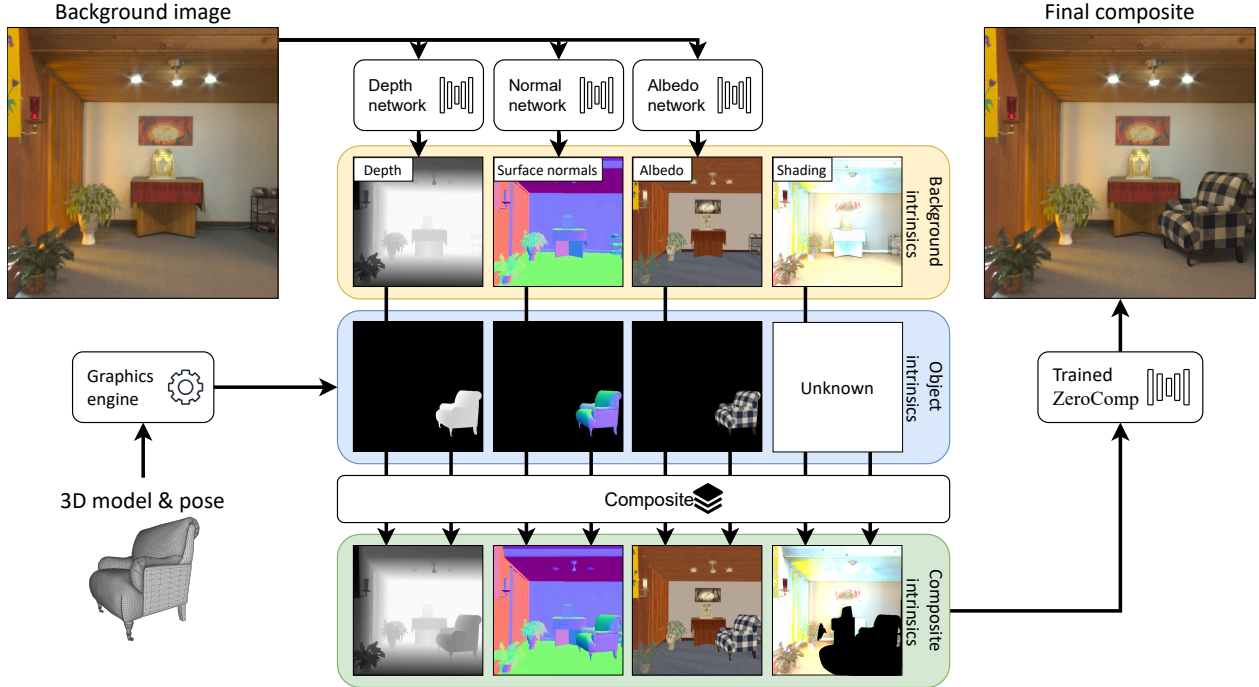 Background image
Final composite
Depth
network
Normal
network
Albedo
network
Depth
Surface normals
Albedo
Shading
Background
intrinsics
Graphics
engine
Unknown
Object
intrinsics
Trained
ZeroComp
3D model & pose
Composite
Composite
intrinsics